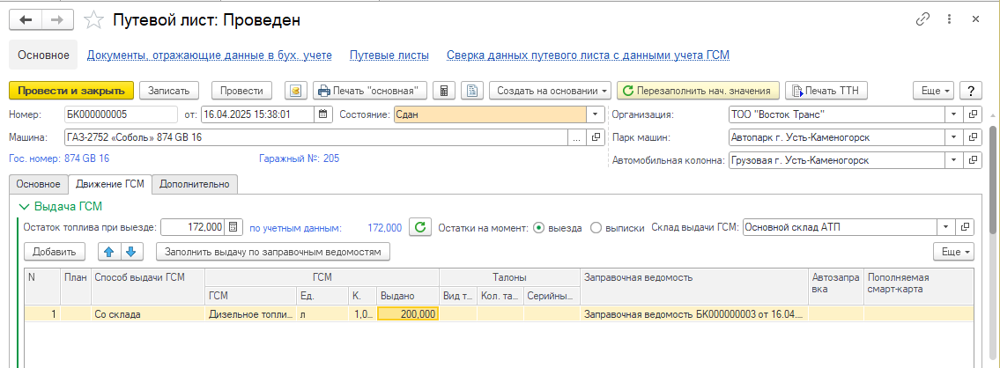 Путевой лист: Проведен
Основное Документы, отражающие данные в бух. учете Путевые листы Сверка данных путевого листа с данными учета ГСМ
Провести и закрыть Записать Провести Печать "основная" Создать на основании Перезаполнить нач. значения Печать ТТН Еще ?
Номер: БК000000005 от: 16.04.2025 15:38:01 Состояние: Сдан Организация: ТОО "Восток Транс"
Машина: ГАЗ-2752 «Соболь» 874 GB 16 ... Парк машин: Автопарк г. Усть-Каменогорск
Гос. номер: 874 GB 16 Гаражный №: 205 Автомобильная колонна: Грузовая г. Усть-Каменогорск
Основное Движение ГСМ Дополнительно
Выдача ГСМ
Остаток топлива при выезде: 172,000 по учетным данным: 172,000 Остатки на момент: выезда выписки Склад выдачи ГСМ: Основной склад АТП
Добавить Заполнить выдачу по заправочным ведомостям Еще
N План Способ выдачи ГСМ ГСМ Талоны Заправочная ведомость Автозапра Пополняемая
вка смарт-карта
ГСМ Ед. К. Выдано Вид т... Кол. та... Серийны...
1 Со склада Дизельное топли... л 1,0... 200,000 Заправочная ведомость БК000000003 от 16.04....